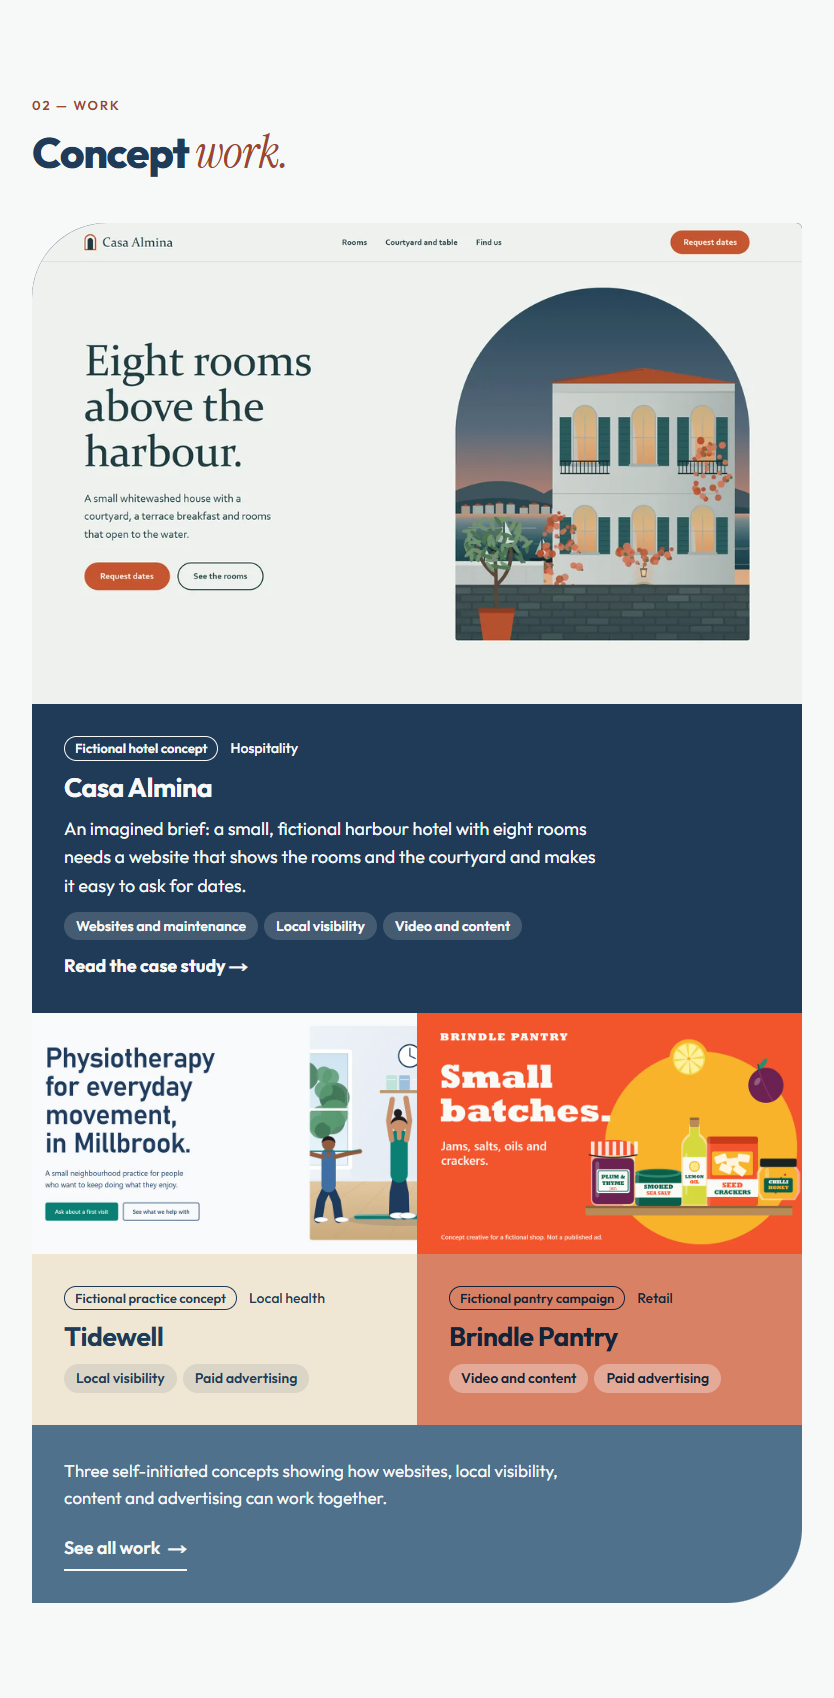 02 — WORK
Concept work.
Casa Almina
Rooms
Courtyard and table
Find us
Request dates
Eight rooms
above the
harbour.
A small whitewashed house with a
courtyard, a terrace breakfast and rooms
that open to the water.
Request dates
See the rooms
Fictional hotel concept
Hospitality
Casa Almina
An imagined brief: a small, fictional harbour hotel with eight rooms
needs a website that shows the rooms and the courtyard and makes
it easy to ask for dates.
Websites and maintenance
Local visibility
Video and content
Read the case study →
Physiotherapy
for everyday
movement,
in Millbrook.
A small neighbourhood practice for people
who want to keep doing what they enjoy.
Ask about a first visit
See what we help with
BRINDLE PANTRY
Small
batches.
Jams, salts, oils and
crackers.
PLUM &
THYME
SMOKED
SEA SALT
LEMON
OIL
SEED
CRACKERS
CHILLI
HONEY
Concept creative for a fictional shop. Not a published ad.
Fictional practice concept
Local health
Tidewell
Local visibility
Paid advertising
Fictional pantry campaign
Retail
Brindle Pantry
Video and content
Paid advertising
Three self-initiated concepts showing how websites, local visibility,
content and advertising can work together.
See all work →